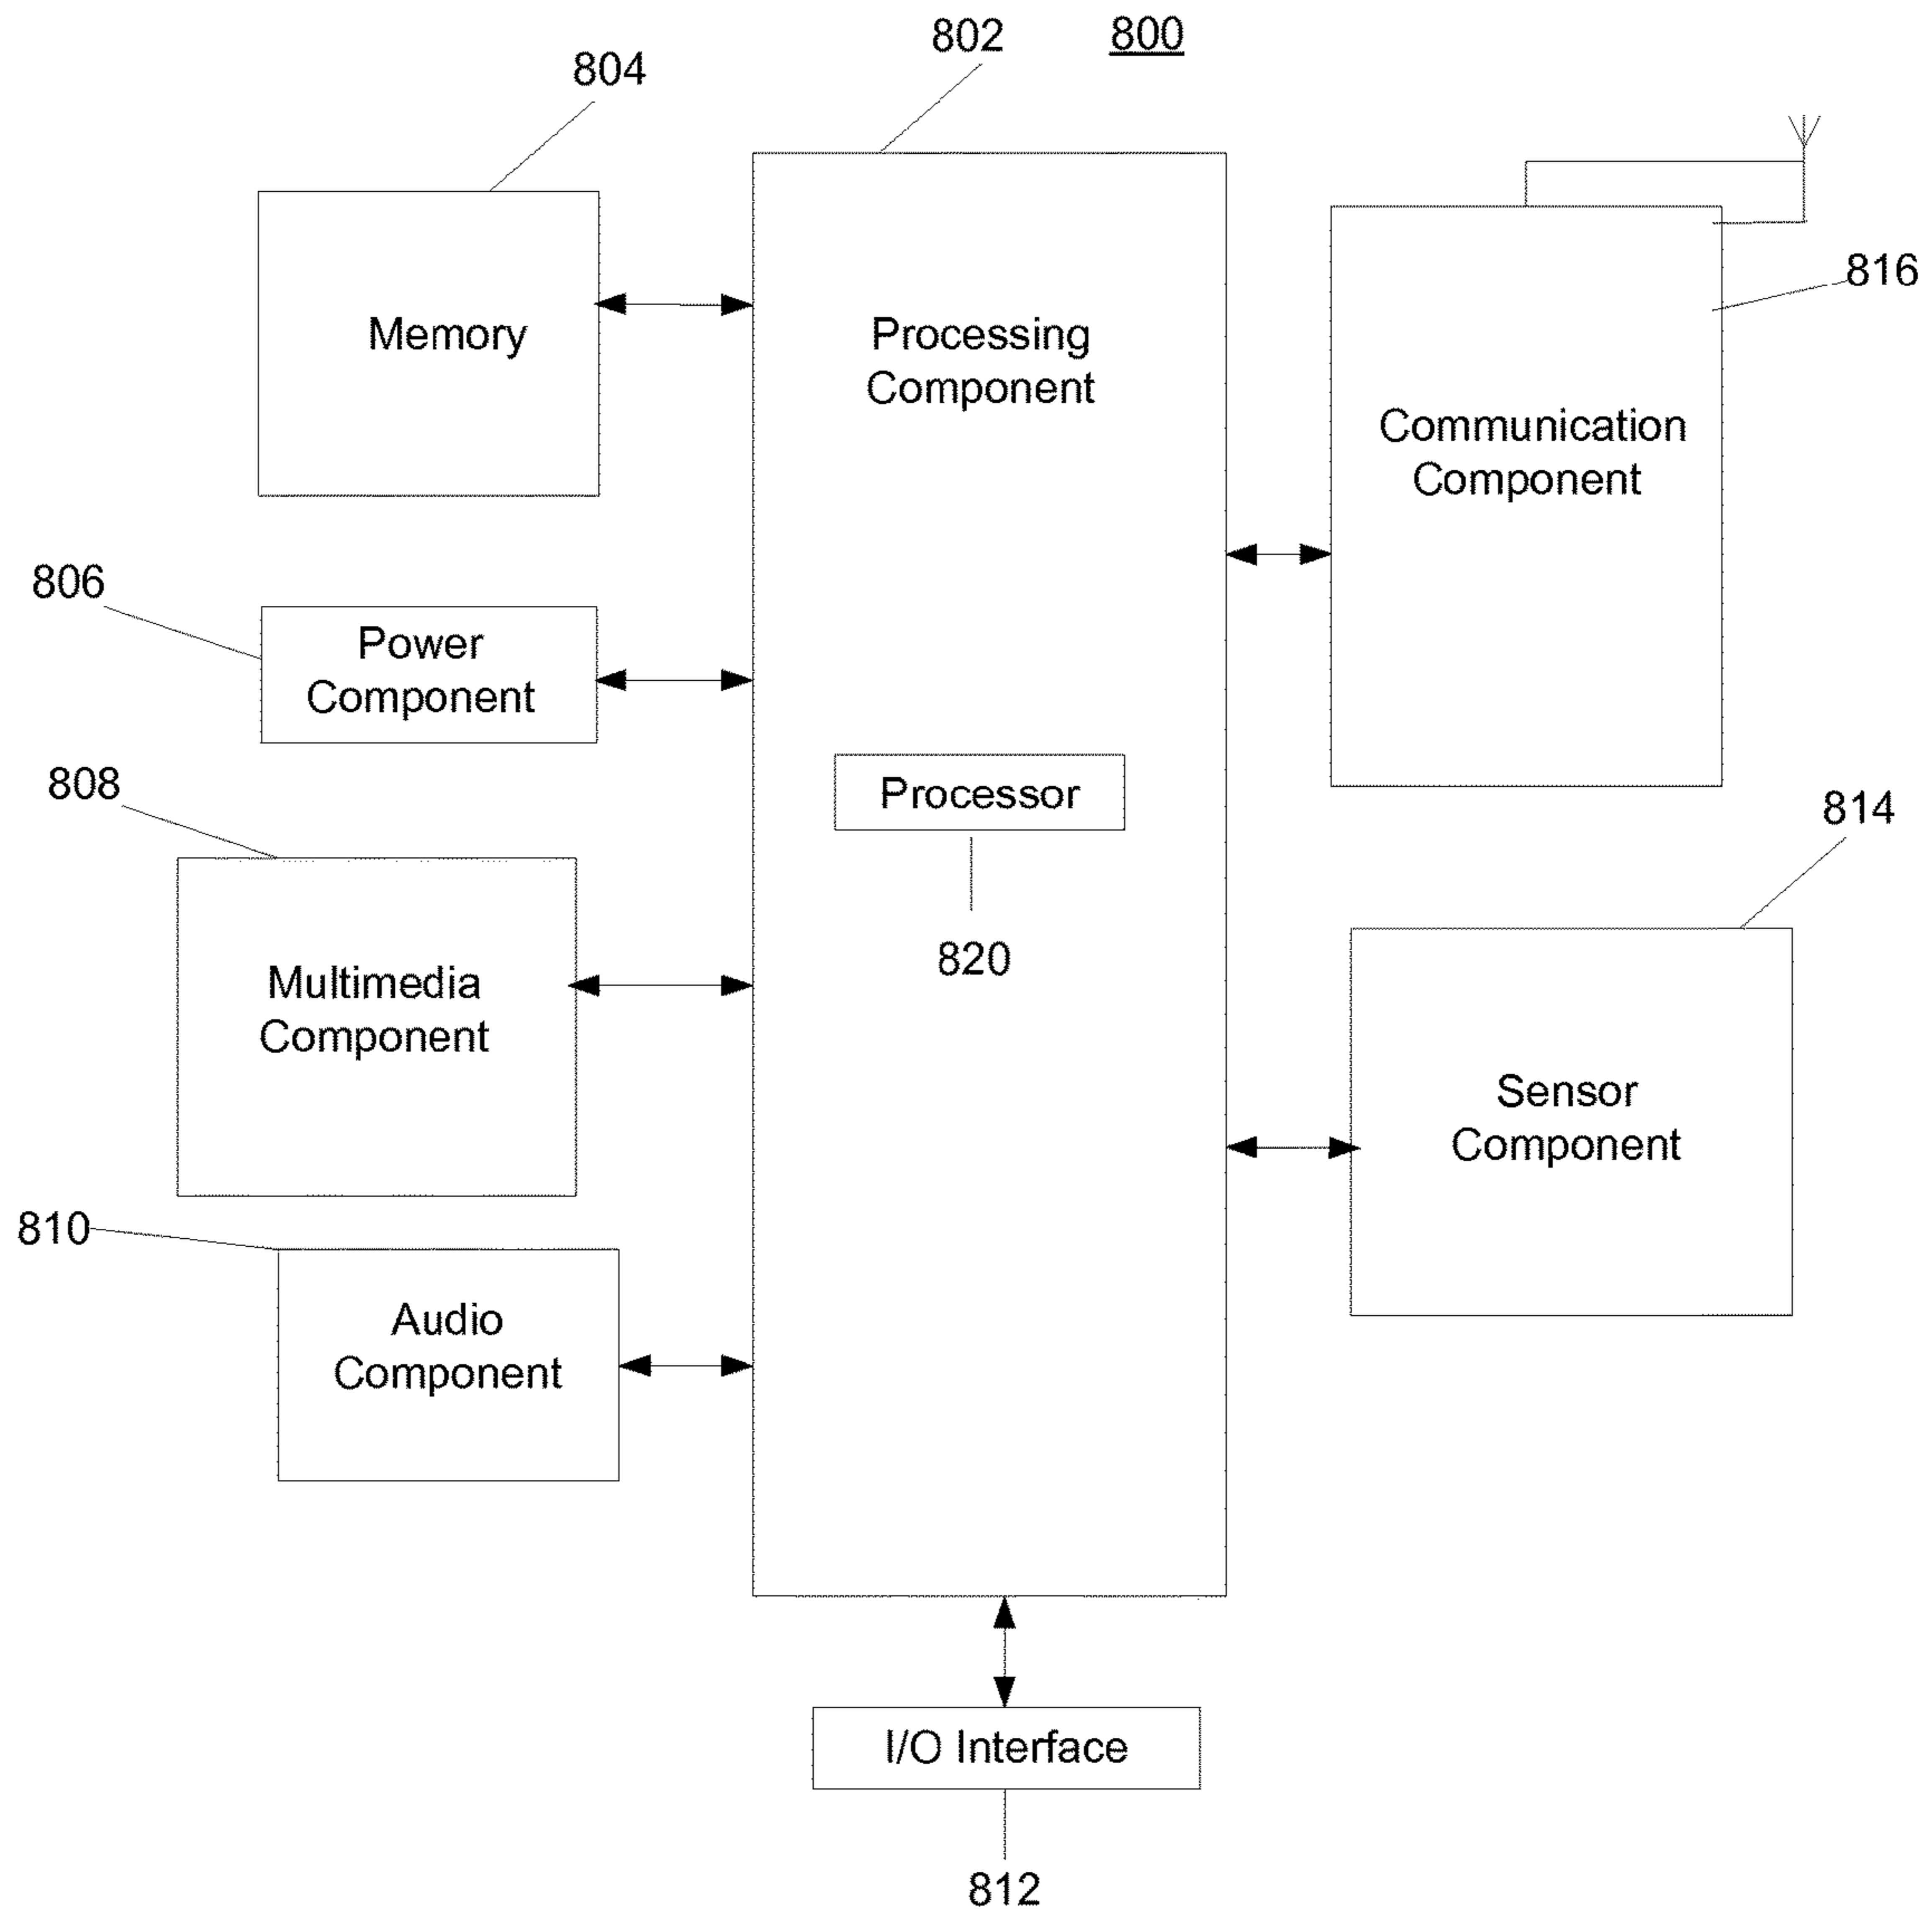 802
800
804
816
Memory
Processing
Component
Communication
Component
806
Power
Component
808
Processor
814
820
Multimedia
Component
Sensor
Component
810
Audio
Component
I/O Interface
812